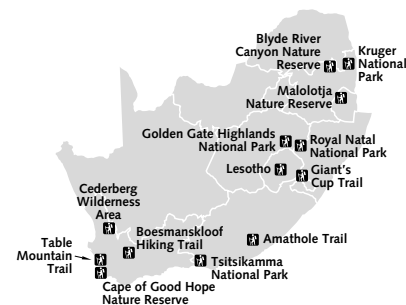 Blyde River
Canyon Nature
Reserve
Kruger
National
Park
Malolotja
Nature Reserve
Golden Gate Highlands
National Park
Royal Natal
National Park
Lesotho
Giant's
Cup Trail
Cederberg
Wilderness
Area
Boesmanskloof
Hiking Trail
Amathole Trail
Table
Mountain
Trail
Tsitsikamma
National Park
Cape of Good Hope
Nature Reserve